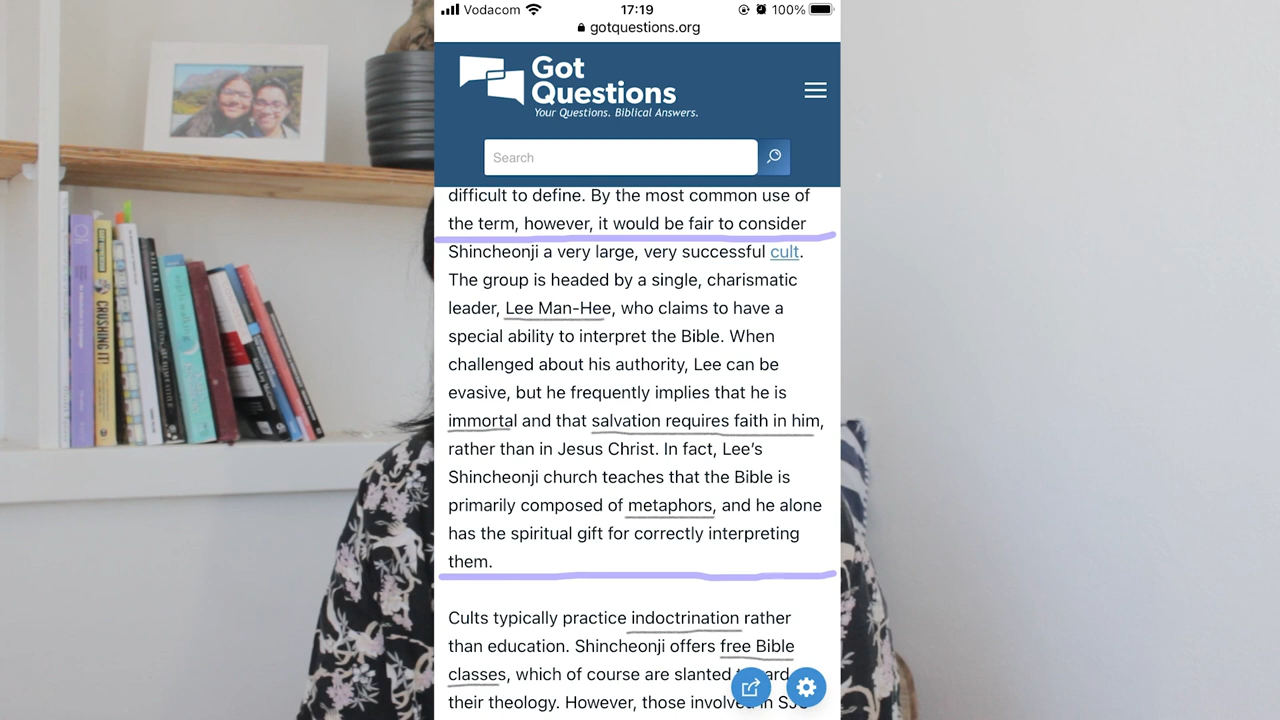 Vodacom 17:19 100%
gotquestions.org
Got
Questions
Your Questions. Biblical Answers.
Search
difficult to define. By the most common use of
the term, however, it would be fair to consider
Shincheonji a very large, very successful cult.
The group is headed by a single, charismatic
leader, Lee Man-Hee, who claims to have a
special ability to interpret the Bible. When
challenged about his authority, Lee can be
evasive, but he frequently implies that he is
immortal and that salvation requires faith in him,
rather than in Jesus Christ. In fact, Lee’s
Shincheonji church teaches that the Bible is
primarily composed of metaphors, and he alone
has the spiritual gift for correctly interpreting
them.
Cults typically practice indoctrination rather
than education. Shincheonji offers free Bible
classes, which of course are slanted
their theology. However, those involved in
CRUSHING IT!